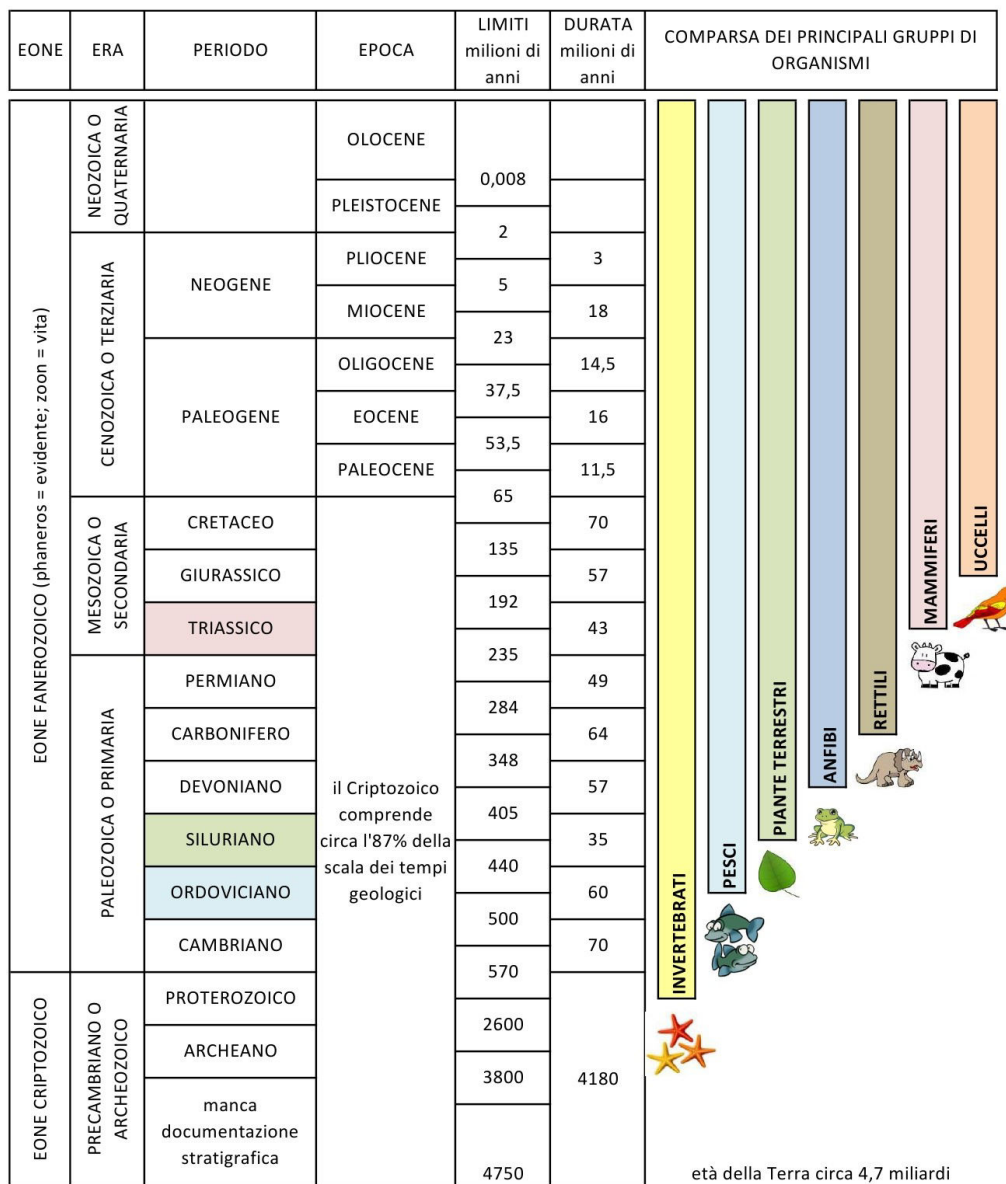 EONE
ERA
PERIODO
EPOCA
LIMITI
milioni di
anni
DURATA
milioni di
anni
COMPARSA DEI PRINCIPALI GRUPPI DI
ORGANISMI
EONE FANEROZOICO (phaneros = evidente; zoon = vita)
NEOZOICA O
QUATERNARIA
OLOCENE
0,008
PLEISTOCENE
2
CENOZOICA O TERZIARIA
NEOGENE
PLIOCENE
3
5
MIOCENE
18
23
PALEOGENE
OLIGOCENE
14,5
37,5
EOCENE
16
53,5
PALEOCENE
11,5
65
MESOZOICA O
SECONDARIA
CRETACEO
70
135
GIURASSICO
57
192
TRIASSICO
43
235
PALEOZOICA O PRIMARIA
PERMIANO
49
284
CARBONIFERO
64
348
DEVONIANO
57
405
SILURIANO
35
440
ORDOVICIANO
60
500
CAMBRIANO
70
570
il Criptozoico
comprende
circa l'87% della
scala dei tempi
geologici
EONE CRIPTOZOICO
PRECAMBRIANO O
ARCHEOZOICO
PROTEROZOICO
2600
ARCHEANO
3800
4180
manca
documentazione
stratigrafica
4750
INVERTEBRATI
PESCI
PIANTE TERRESTRI
ANFIBI
RETTILI
MAMMIFERI
UCCELLI
età della Terra circa 4,7 miliardi